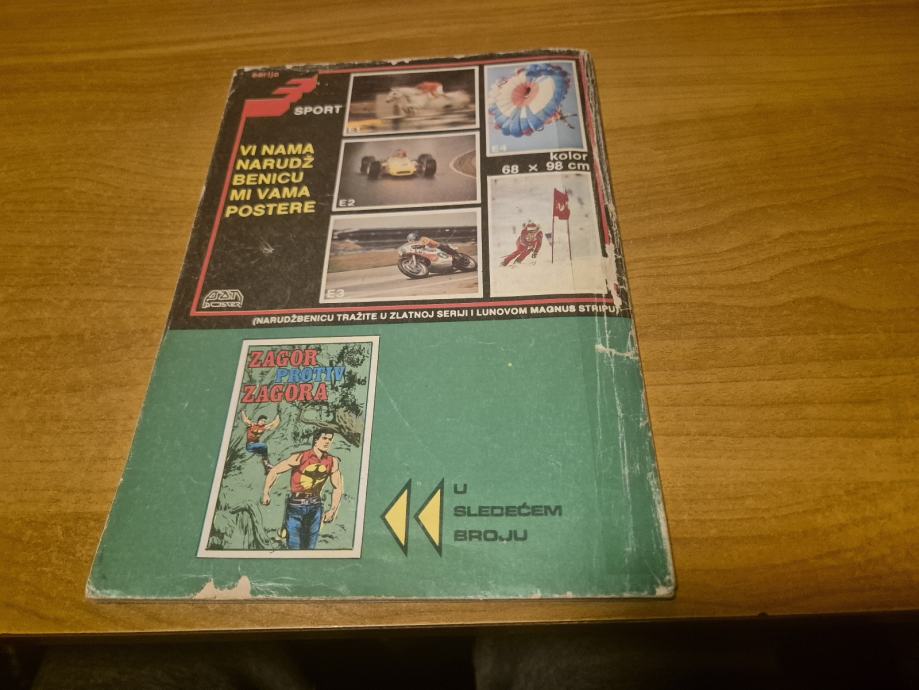 serija
3
SPORT
VI NAMA
NARUDŽ
BENICU
MI VAMA
POSTERE
E1
E2
E3
E4
kolor
68 × 98 cm
(NARUDŽBENICU TRAŽITE U ZLATNOJ SERIJI I LUNOVOM MAGNUS STRIPU)
ZAGOR
PROTIV
ZAGORA
U
SLEDEĆEM
BROJU